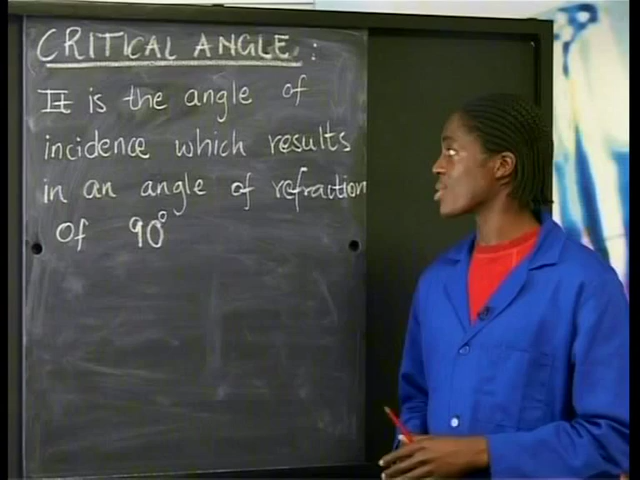 CRITICAL ANGLE :
It is the angle of
incidence which results
in an angle of refraction
of 90°